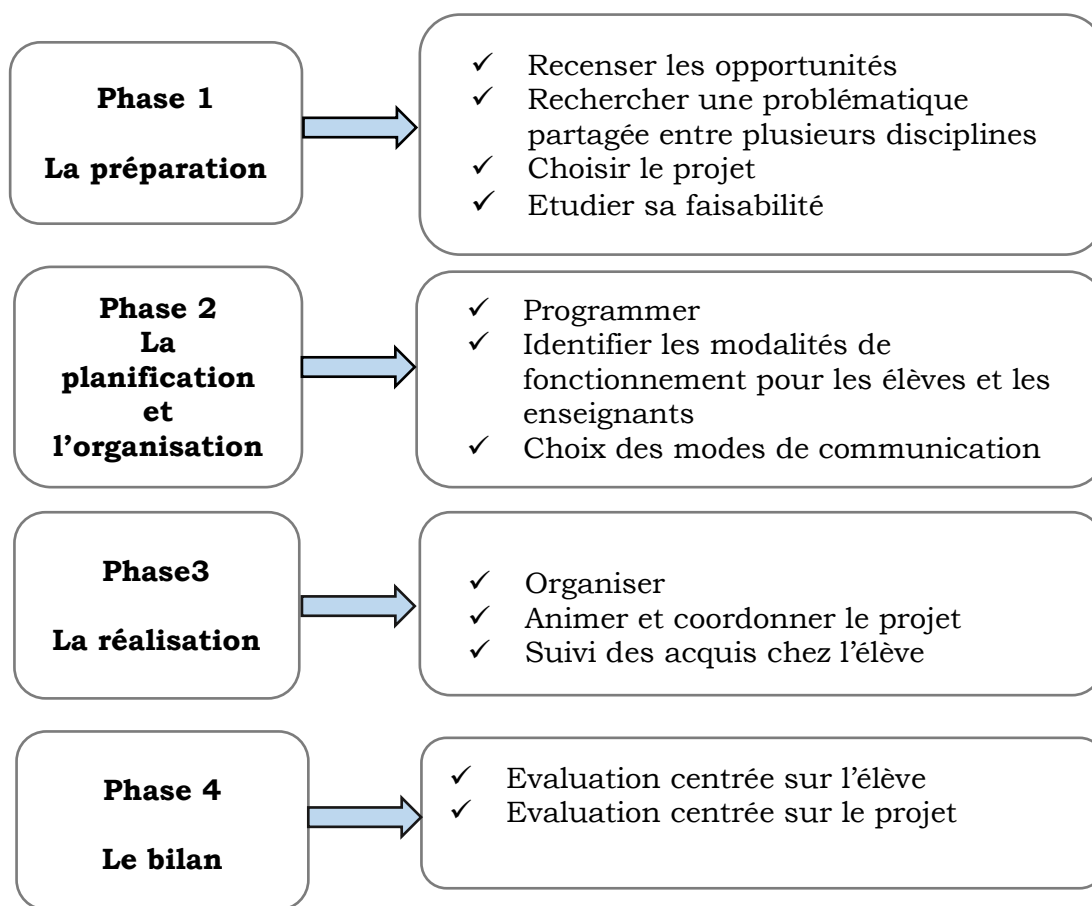 Phase 1
La préparation
✓ Recenser les opportunités
✓ Rechercher une problématique
partagée entre plusieurs disciplines
✓ Choisir le projet
✓ Etudier sa faisabilité
Phase 2
La
planification
et
l’organisation
✓ Programmer
✓ Identifier les modalités de
fonctionnement pour les élèves et les
enseignants
✓ Choix des modes de communication
Phase3
La réalisation
✓ Organiser
✓ Animer et coordonner le projet
✓ Suivi des acquis chez l’élève
Phase 4
Le bilan
✓ Evaluation centrée sur l’élève
✓ Evaluation centrée sur le projet